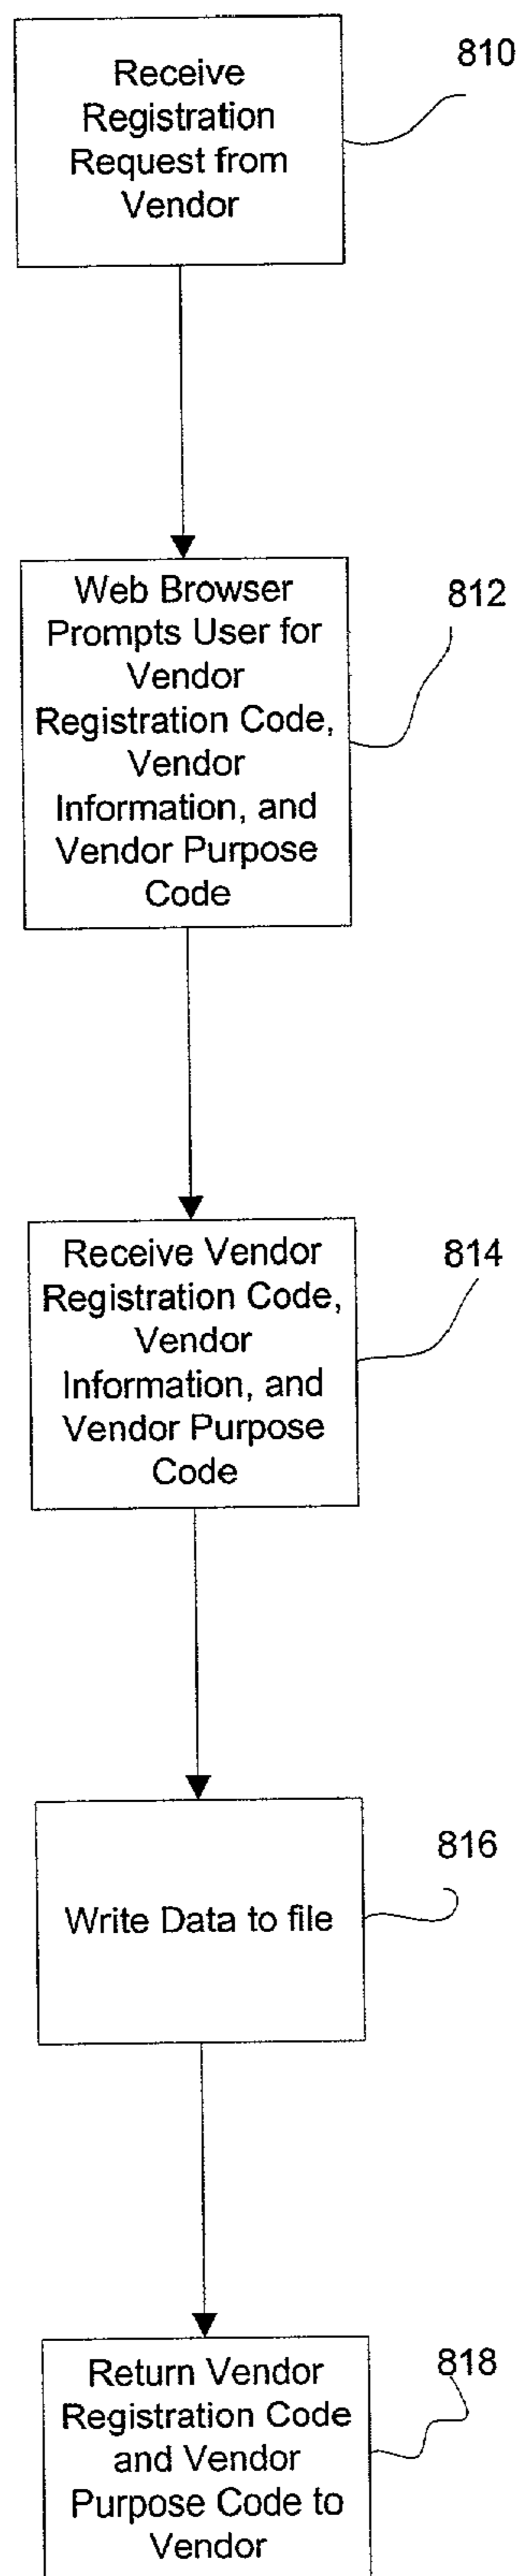 810
Receive
Registration
Request from
Vendor
812
Web Browser
Prompts User for
Vendor
Registration Code,
Vendor
Information, and
Vendor Purpose
Code
814
Receive Vendor
Registration Code,
Vendor
Information, and
Vendor Purpose
Code
816
Write Data to file
818
Return Vendor
Registration Code
and Vendor
Purpose Code to
Vendor